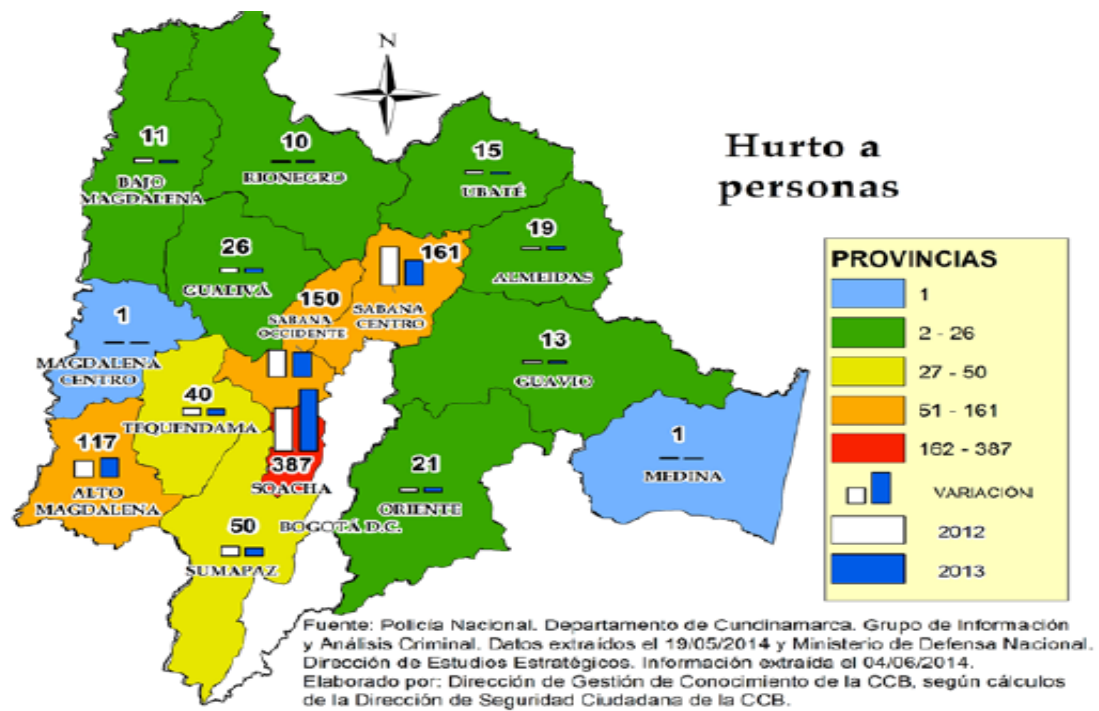 N
Hurto a
personas
11
BAJO
MAGDALENA
10
RIONEGRO
15
UBATÉ
19
ALMEIDAS
26
GUALIVÁ
161
SABANA
CENTRO
150
SABANA
OCCIDENTE
1
MAGDALENA
CENTRO
13
GUAVIO
40
TEQUENDAMA
117
ALTO
MAGDALENA
387
SOACHA
21
ORIENTE
1
MEDINA
50
SUMAPAZ
BOGOTÁ D.C.
PROVINCIAS
1
2 - 26
27 - 50
51 - 161
162 - 387
VARIACIÓN
2012
2013
Fuente: Policía Nacional. Departamento de Cundinamarca. Grupo de Información
y Análisis Criminal. Datos extraídos el 19/05/2014 y Ministerio de Defensa Nacional.
Dirección de Estudios Estratégicos. Información extraída el 04/06/2014.
Elaborado por: Dirección de Gestión de Conocimiento de la CCB, según cálculos
de la Dirección de Seguridad Ciudadana de la CCB.